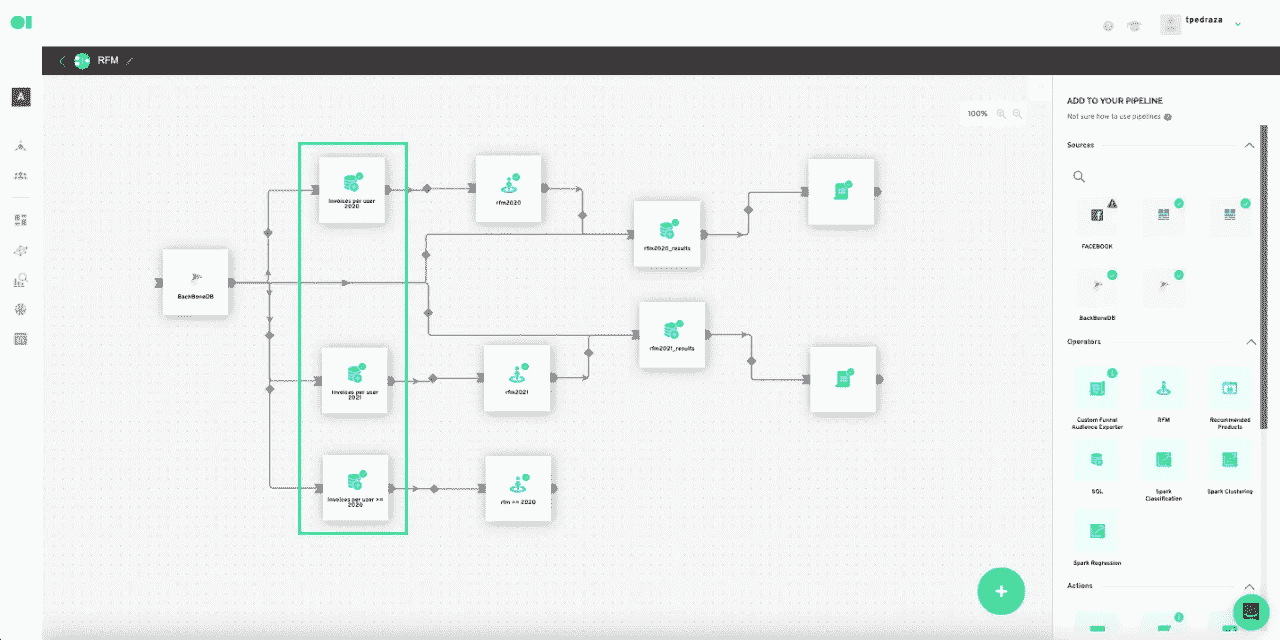 tpedraza
RFM
100%
ADD TO YOUR PIPELINE
Not sure how to use pipelines
Sources
FACEBOOK
BackBoneDB
Operators
Custom Funnel
Audience Exporter
RFM
Recommended
Products
SQL
Spark
Classification
Spark Clustering
Spark Regression
Actions
Invoices per user
2020
rfm2020
rfm2020_results
BackBoneDB
rfm2021_results
Invoices per user
2021
rfm2021
Invoices per user >=
2020
rfm >= 2020